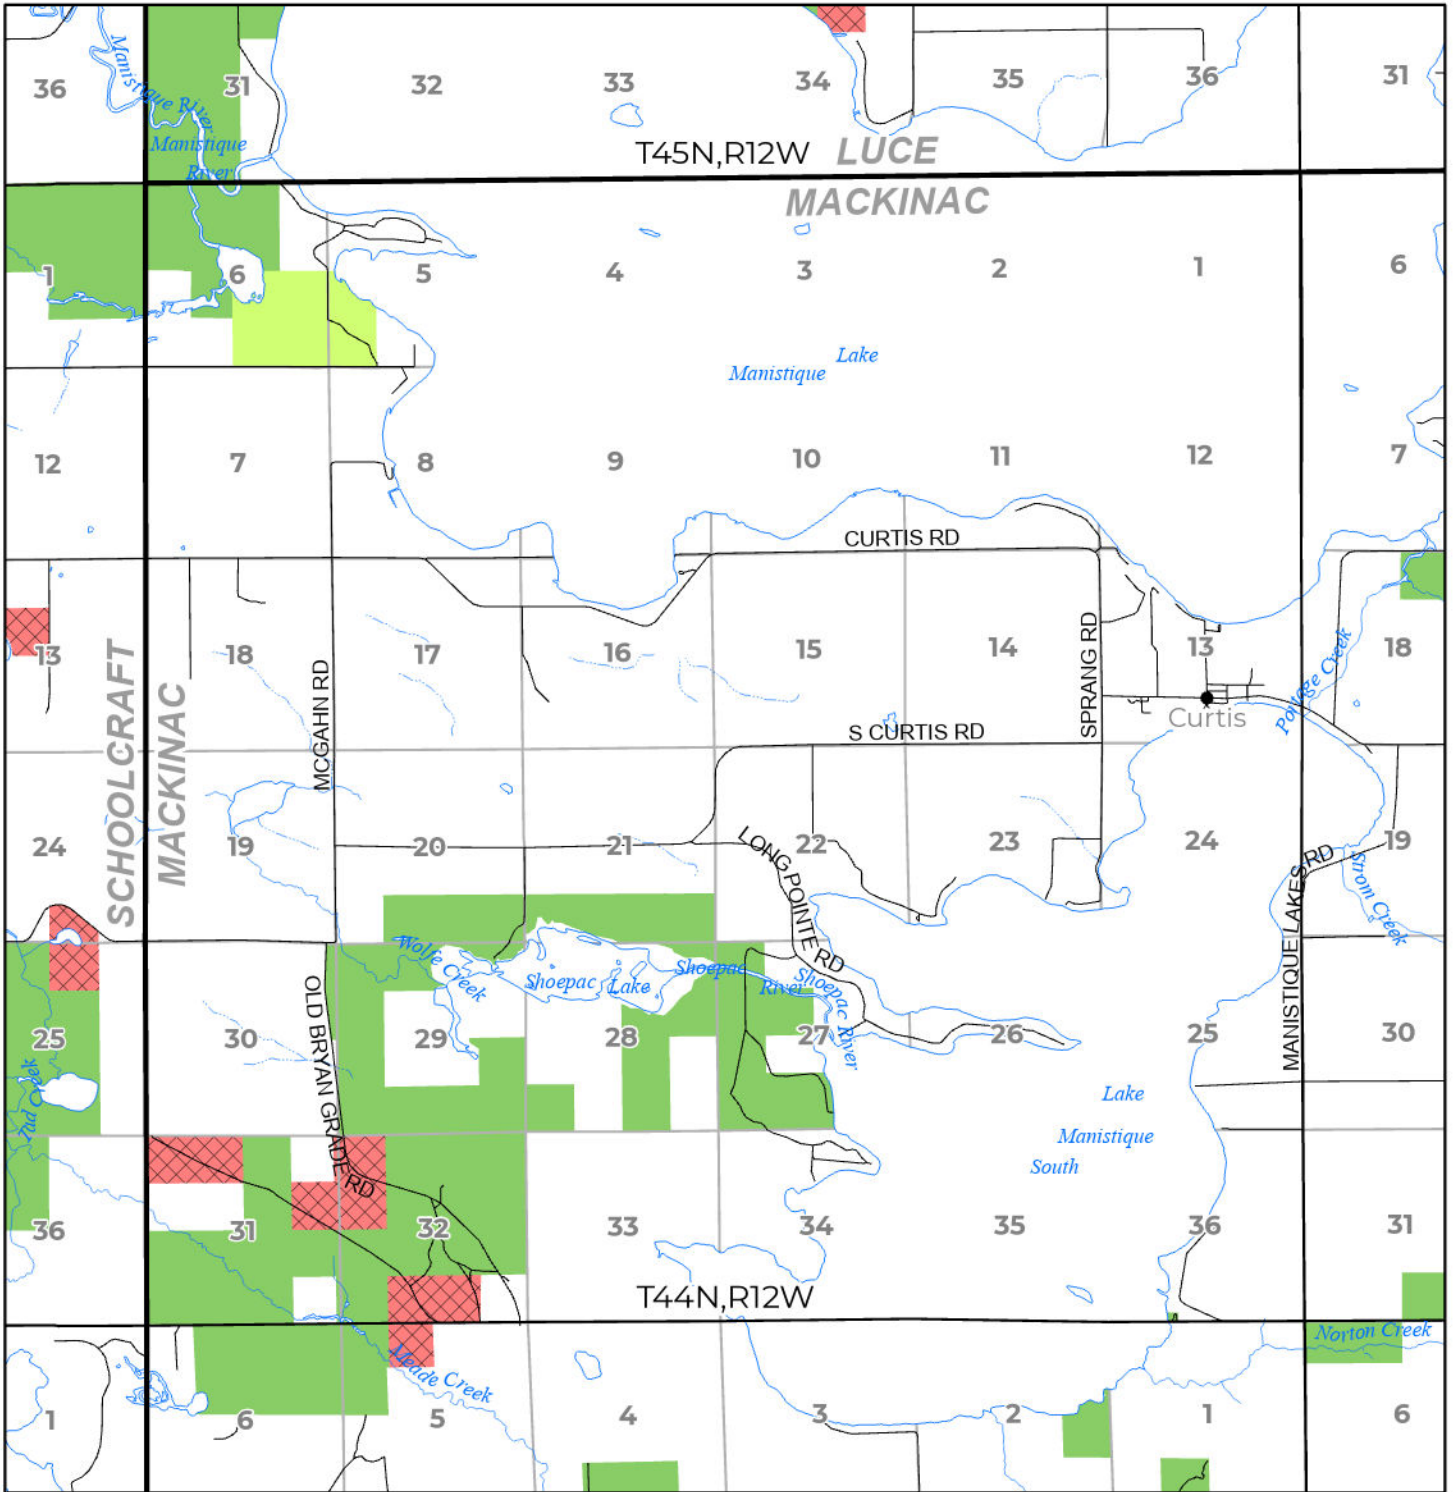 36
31
32
33
34
35
36
31
Manistique River
Manistique
River
T45N,R12W
LUCE
MACKINAC
1
6
5
4
3
2
1
6
Lake
Manistique
12
7
8
9
10
11
12
7
CURTIS RD
13
18
17
16
15
14
13
18
SCHOOLCRAFT
MACKINAC
MCGAHN RD
SPRANG RD
Portage Creek
Curtis
S CURTIS RD
24
19
20
21
22
23
24
19
LONG POINTE RD
MANISTIQUE LAKES RD
Strom Creek
Wolfe Creek
Shoepac Lake
Shoepac
River
Shoepac River
OLD BRYAN GRADE RD
25
30
29
28
27
26
25
30
Tad Creek
Lake
Manistique
South
36
31
32
33
34
35
36
31
T44N,R12W
Norton Creek
Meade Creek
1
6
5
4
3
2
1
6